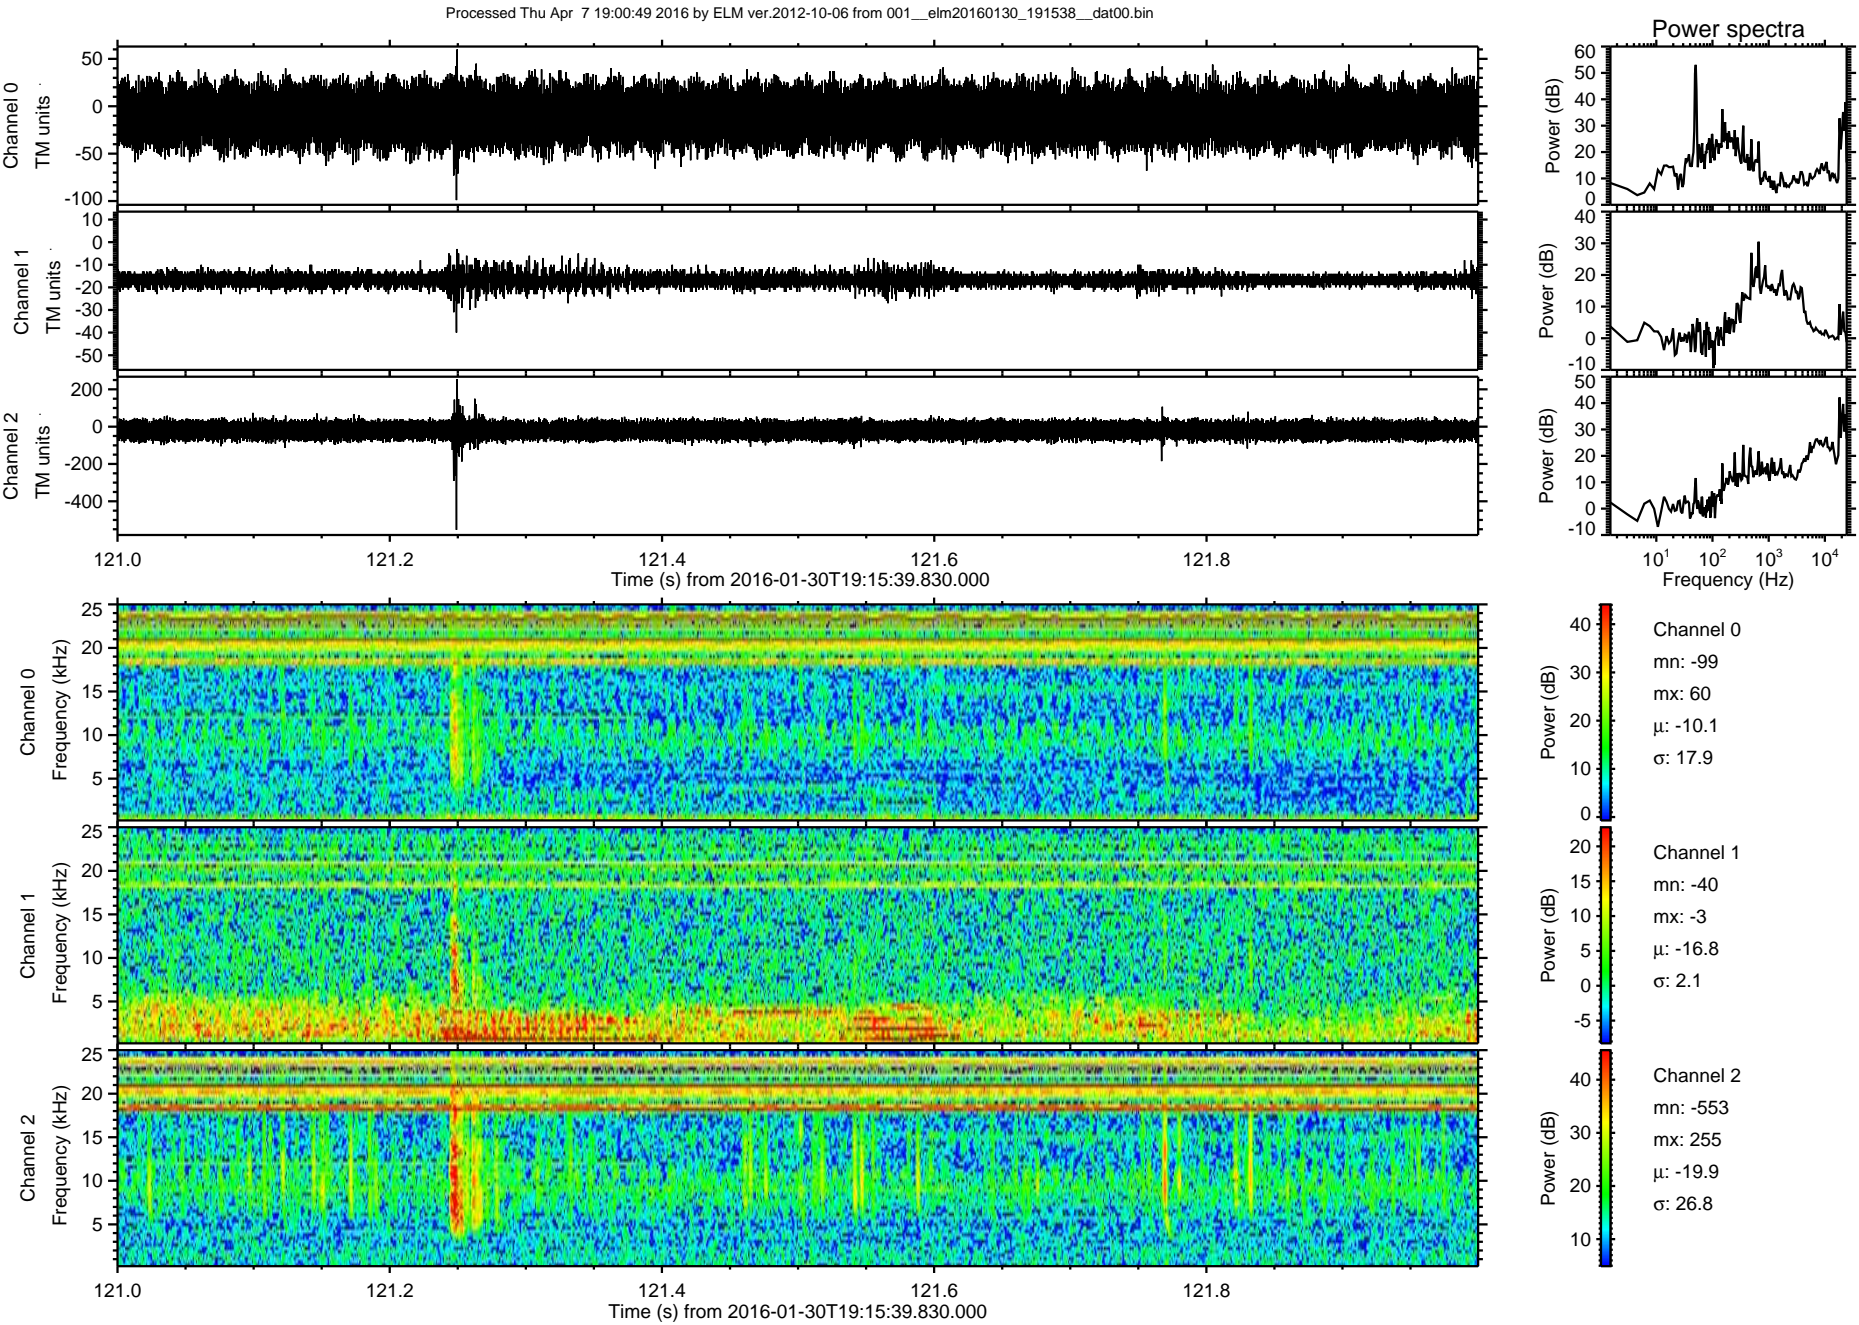 Processed Thu Apr  7 19:00:49 2016 by ELM ver.2012-10-06 from 001__elm20160130_191538__dat00.bin
Power spectra
Channel 0
TM units
50
0
-50
-100
Power (dB)
60
50
40
30
20
10
0
Channel 1
TM units
10
0
-10
-20
-30
-40
-50
Power (dB)
40
30
20
10
0
-10
Channel 2
TM units
200
0
-200
-400
Power (dB)
50
40
30
20
10
0
-10
121.0 121.2 121.4 121.6 121.8
Time (s) from 2016-01-30T19:15:39.830.000
10¹ 10² 10³ 10⁴
Frequency (Hz)
Channel 0
Frequency (kHz)
25
20
15
10
5
Power (dB)
40
30
20
10
0
Channel 0
mn: -99
mx: 60
μ: -10.1
σ: 17.9
Channel 1
Frequency (kHz)
25
20
15
10
5
Power (dB)
20
15
10
5
0
-5
Channel 1
mn: -40
mx: -3
μ: -16.8
σ: 2.1
Channel 2
Frequency (kHz)
25
20
15
10
5
Power (dB)
40
30
20
10
Channel 2
mn: -553
mx: 255
μ: -19.9
σ: 26.8
121.0 121.2 121.4 121.6 121.8
Time (s) from 2016-01-30T19:15:39.830.000